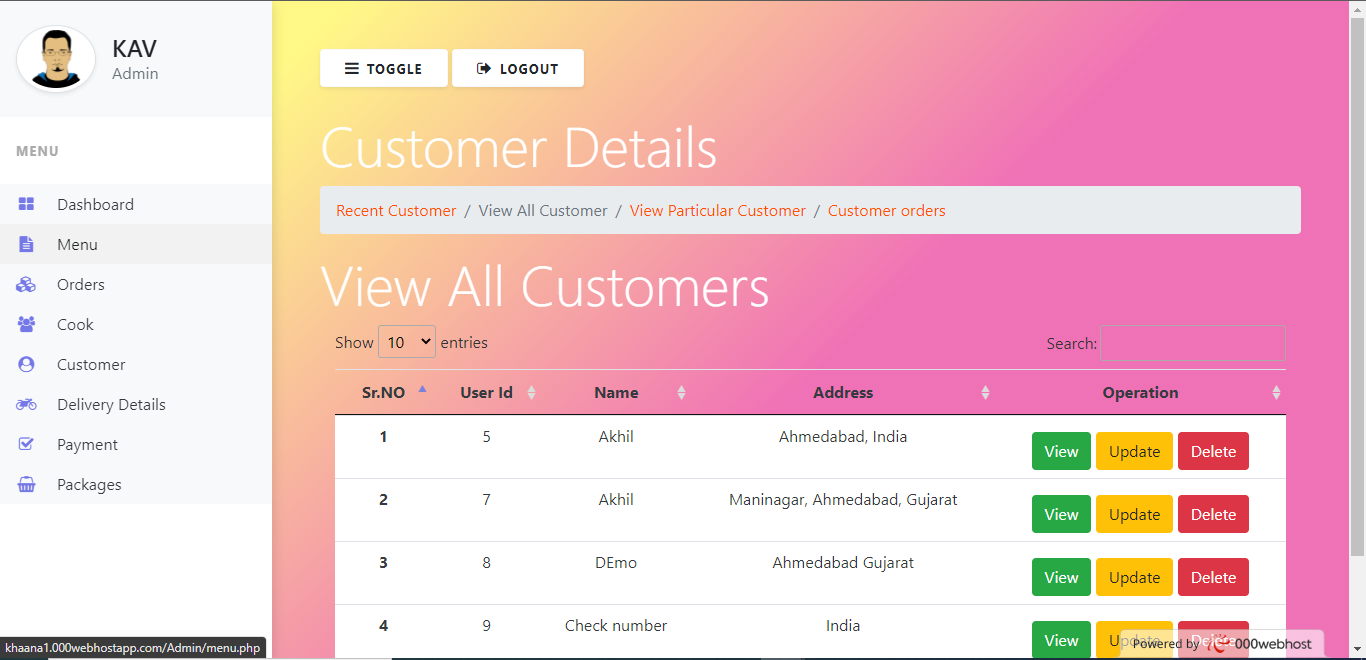 KAV
Admin
MENU
Dashboard
Menu
Orders
Cook
Customer
Delivery Details
Payment
Packages
TOGGLE LOGOUT
Customer Details
Recent Customer / View All Customer / View Particular Customer / Customer orders
View All Customers
Show 10 entries Search:
Sr.NO User Id Name Address Operation
1 5 Akhil Ahmedabad, India View Update Delete
2 7 Akhil Maninagar, Ahmedabad, Gujarat View Update Delete
3 8 DEmo Ahmedabad Gujarat View Update Delete
4 9 Check number India View Update Delete
Powered by 000webhost
khaana1.000webhostapp.com/Admin/menu.php